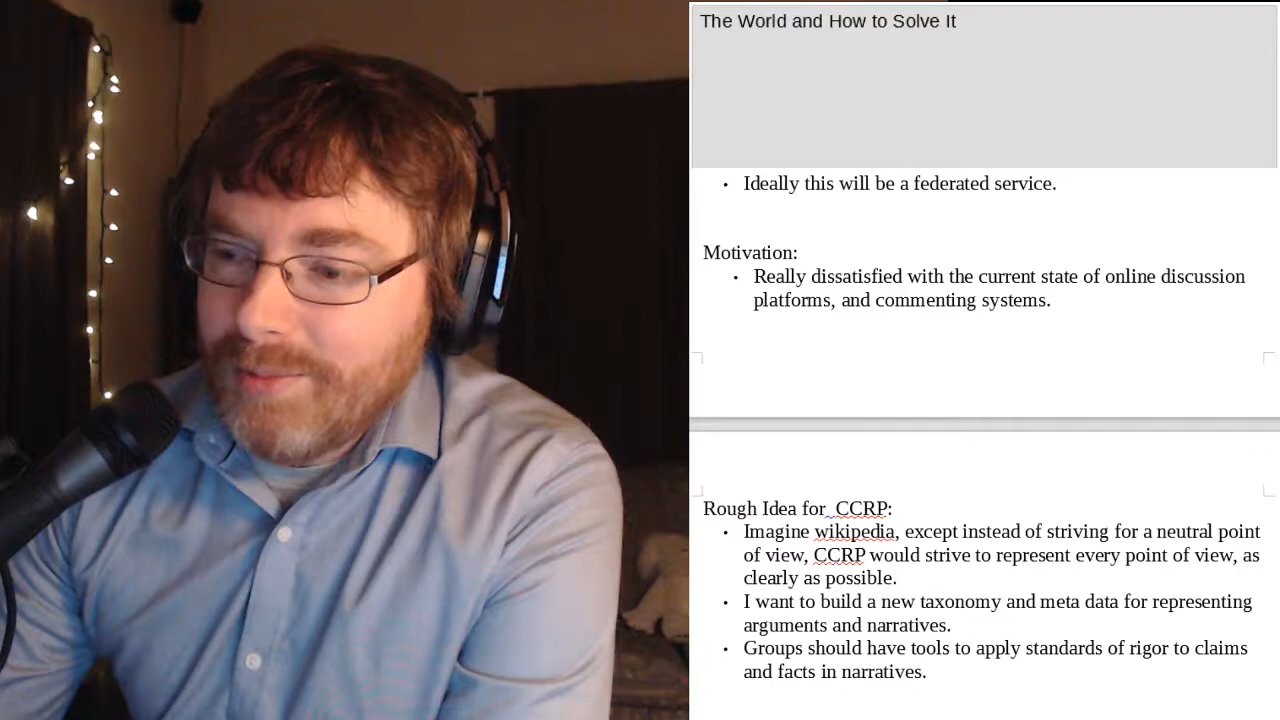 The World and How to Solve It
• Ideally this will be a federated service.
Motivation:
• Really dissatisfied with the current state of online discussion
platforms, and commenting systems.
Rough Idea for  CCRP:
• Imagine wikipedia, except instead of striving for a neutral point
of view, CCRP would strive to represent every point of view, as
clearly as possible.
• I want to build a new taxonomy and meta data for representing
arguments and narratives.
• Groups should have tools to apply standards of rigor to claims
and facts in narratives.